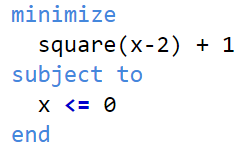 minimize
square(x-2) + 1
subject to
x <= 0
end